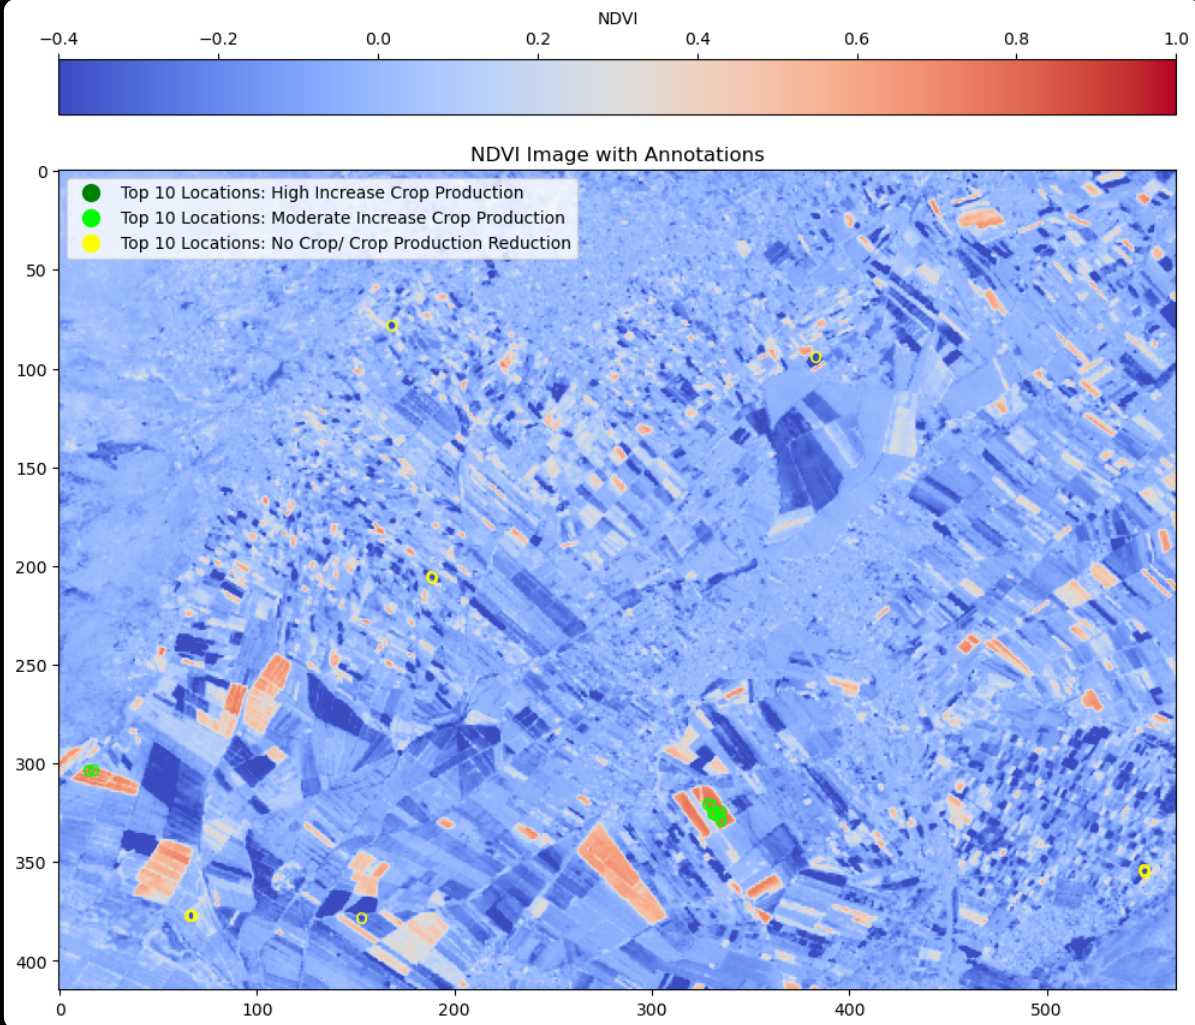 NDVI
−0.4 −0.2 0.0 0.2 0.4 0.6 0.8 1.0
NDVI Image with Annotations
Top 10 Locations: High Increase Crop Production
Top 10 Locations: Moderate Increase Crop Production
Top 10 Locations: No Crop/ Crop Production Reduction
0
50
100
150
200
250
300
350
400
0 100 200 300 400 500